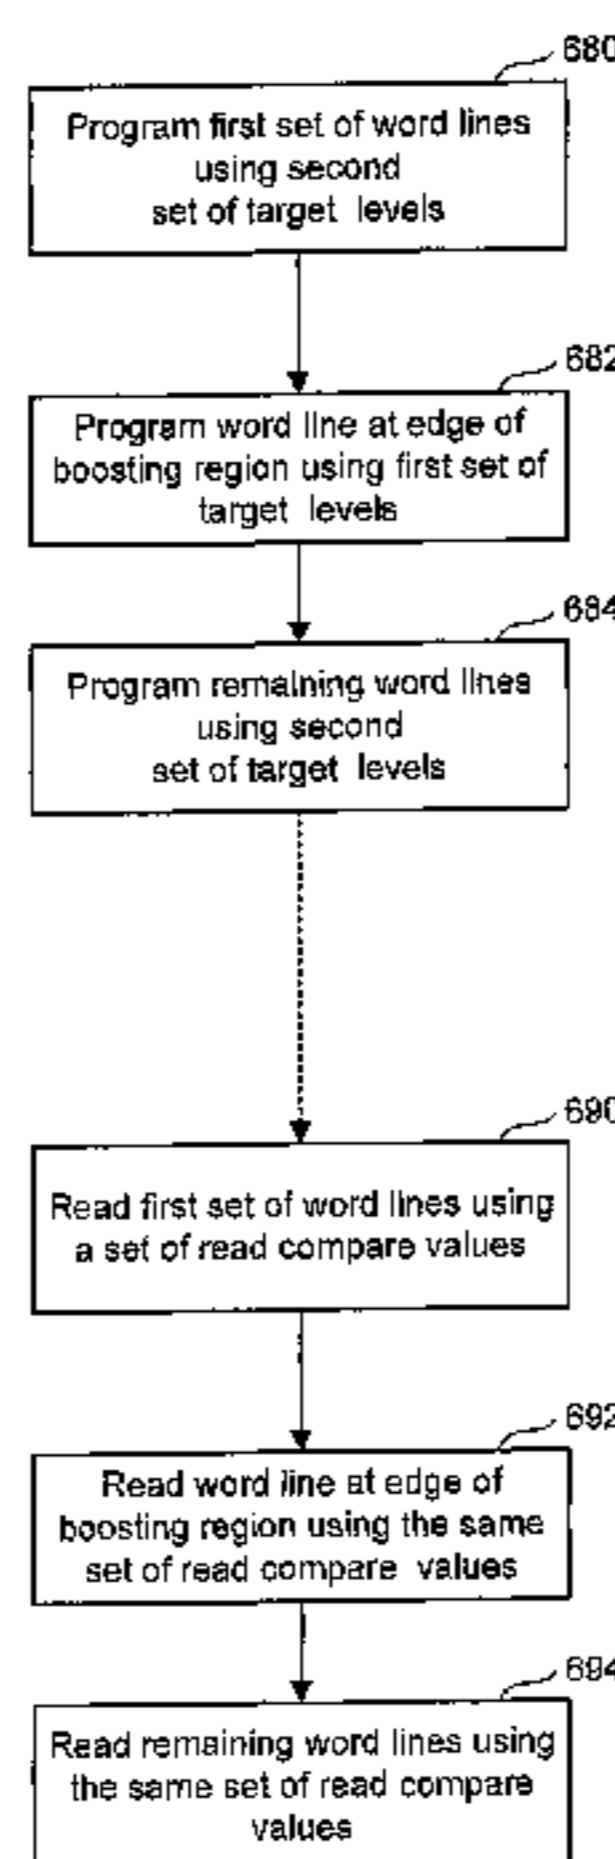 680
Program first set of word lines
using second
set of target levels
682
Program word line at edge of
boosting region using first set of
target levels
684
Program remaining word lines
using second
set of target levels
690
Read first set of word lines using
a set of read compare values
692
Read word line at edge of
boosting region using the same
set of read compare values
694
Read remaining word lines using
the same set of read compare
values